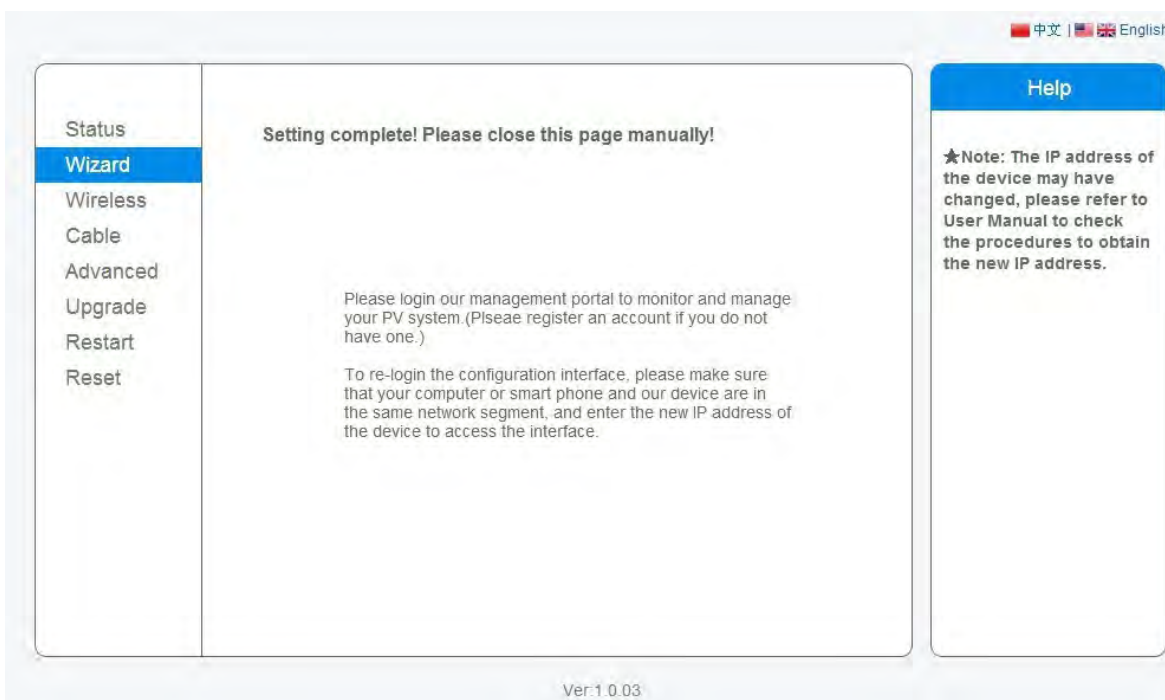 中文 | English
Status
Wizard
Wireless
Cable
Advanced
Upgrade
Restart
Reset
Setting complete! Please close this page manually!
Please login our management portal to monitor and manage
your PV system.(Plseae register an account if you do not
have one.)
To re-login the configuration interface, please make sure
that your computer or smart phone and our device are in
the same network segment, and enter the new IP address of
the device to access the interface.
Help
★Note: The IP address of
the device may have
changed, please refer to
User Manual to check
the procedures to obtain
the new IP address.
Ver:1.0.03